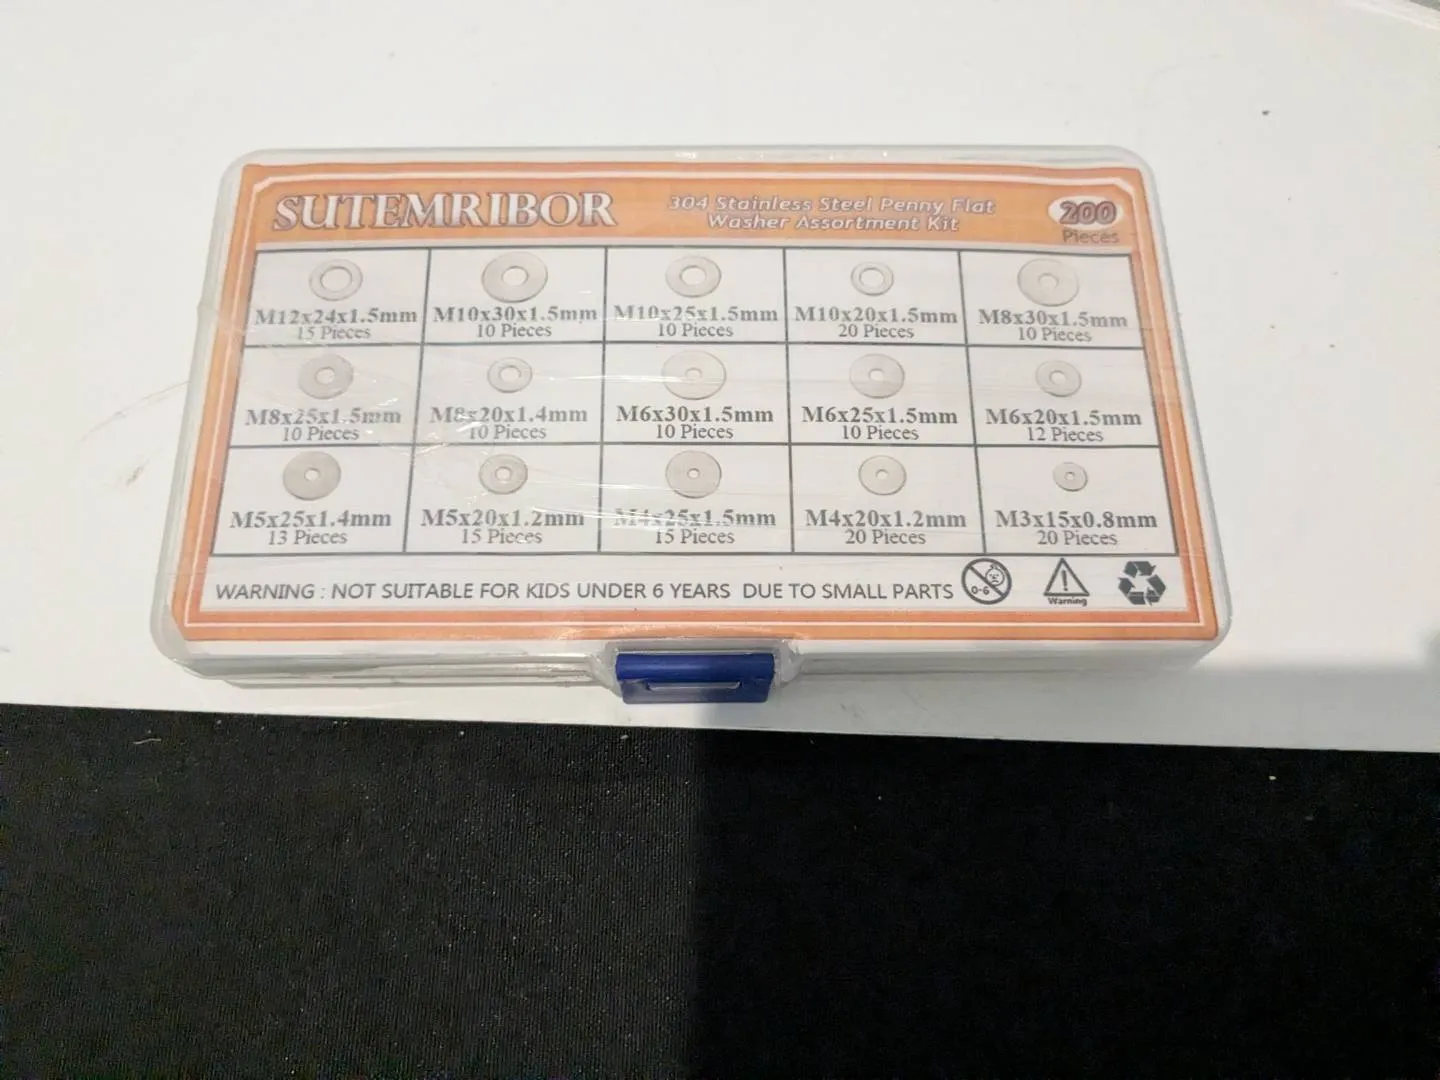 SUTEMRIBOR
304 Stainless Steel Penny Flat
Washer Assortment Kit
200
Pieces
M12x24x1.5mm
15 Pieces
M10x30x1.5mm
10 Pieces
M10x25x1.5mm
10 Pieces
M10x20x1.5mm
20 Pieces
M8x30x1.5mm
10 Pieces
M8x25x1.5mm
10 Pieces
M8x20x1.4mm
10 Pieces
M6x30x1.5mm
10 Pieces
M6x25x1.5mm
10 Pieces
M6x20x1.5mm
12 Pieces
M5x25x1.4mm
13 Pieces
M5x20x1.2mm
15 Pieces
M4x25x1.5mm
15 Pieces
M4x20x1.2mm
20 Pieces
M3x15x0.8mm
20 Pieces
WARNING : NOT SUITABLE FOR KIDS UNDER 6 YEARS DUE TO SMALL PARTS
0-6
Warning